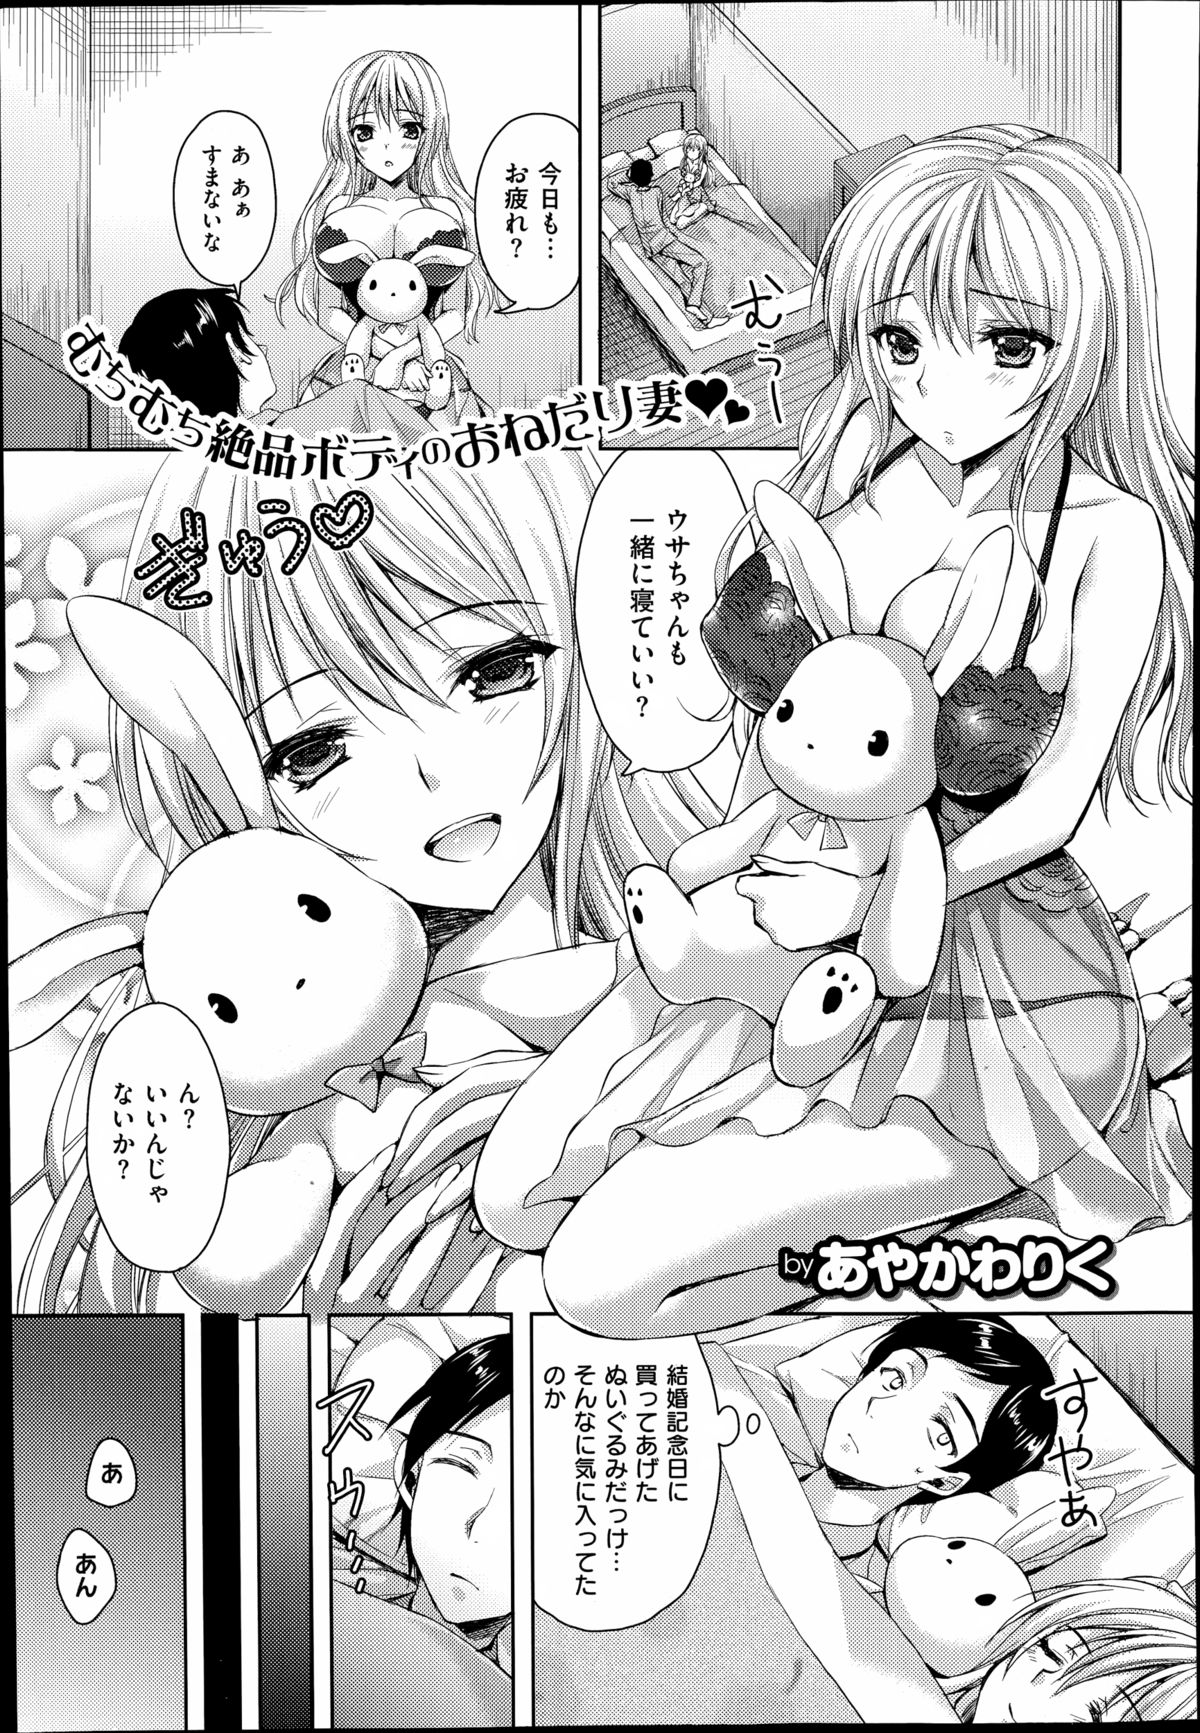 むぅー
今日も…
お疲れ？
あ あぁ
すまないな
むちむち絶品ボディのおねだり妻♥♥
ウサちゃんも
一緒に寝ていい？
ぎゅう♡
ん？
いいんじゃ
ないか？
by あやかわりく
すやぁ
結婚記念日に
買ってあげた
ぬいぐるみだっけ…
そんなに気に入ってた
のか
スゥ…
あ
あん